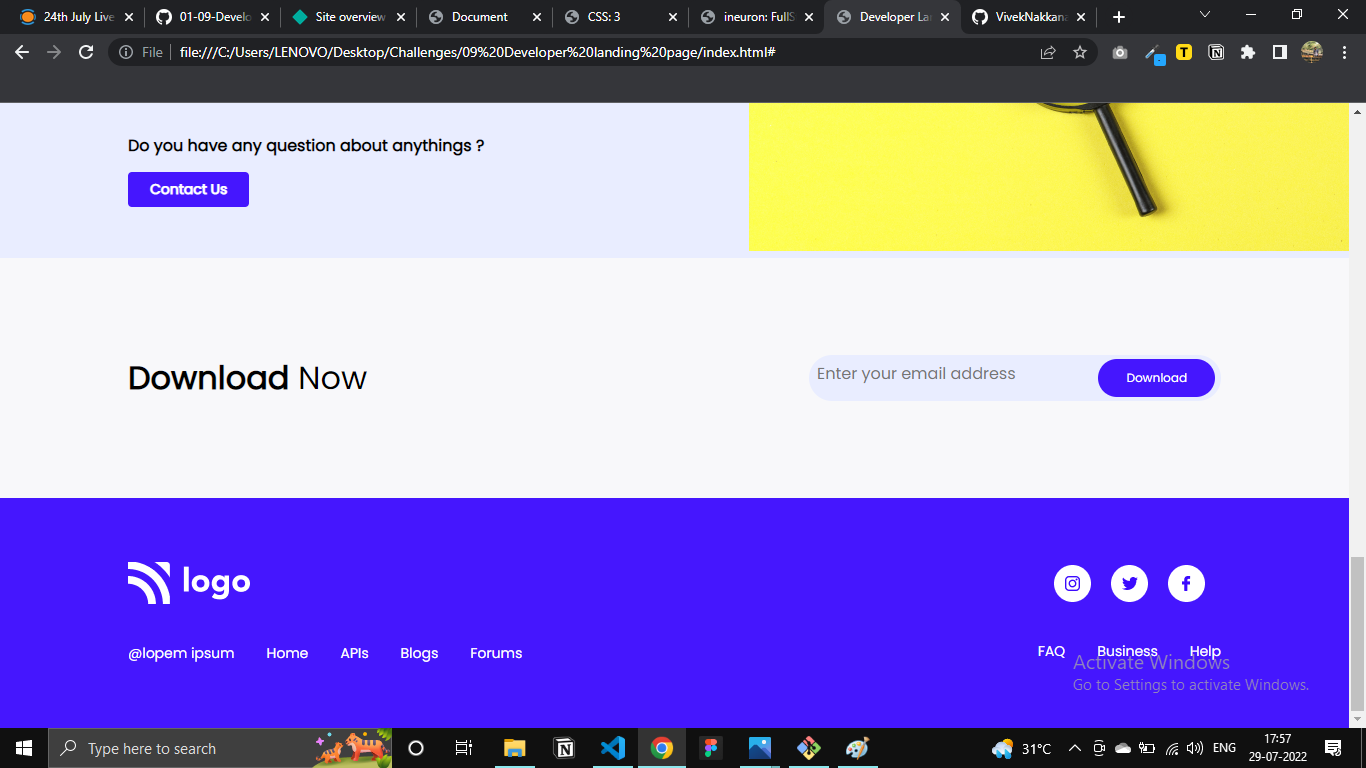 24th July Live
01-09-Develo
Site overview
Document
CSS: 3
ineuron: FullS
Developer Lan
VivekNakkana
File
file:///C:/Users/LENOVO/Desktop/Challenges/09%20Developer%20landing%20page/index.html#
Do you have any question about anythings ?
Contact Us
Download Now
Enter your email address
Download
logo
@lopem ipsum
Home
APIs
Blogs
Forums
FAQ
Business
Help
Activate Windows
Go to Settings to activate Windows.
Type here to search
31°C
ENG
17:57
29-07-2022